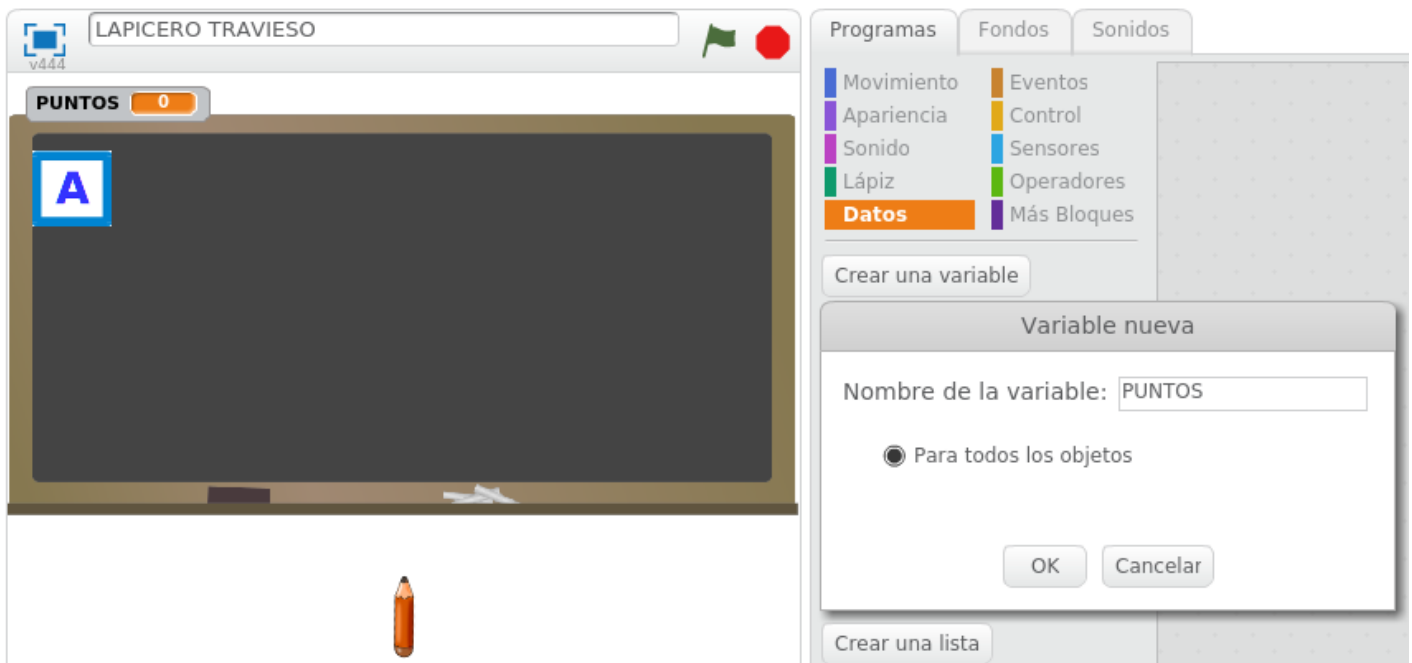 LAPICERO TRAVIESO
v444
PUNTOS 0
A
Programas Fondos Sonidos
Movimiento Eventos
Apariencia Control
Sonido Sensores
Lápiz Operadores
Datos Más Bloques
Crear una variable
Variable nueva
Nombre de la variable: PUNTOS
Para todos los objetos
OK Cancelar
Crear una lista